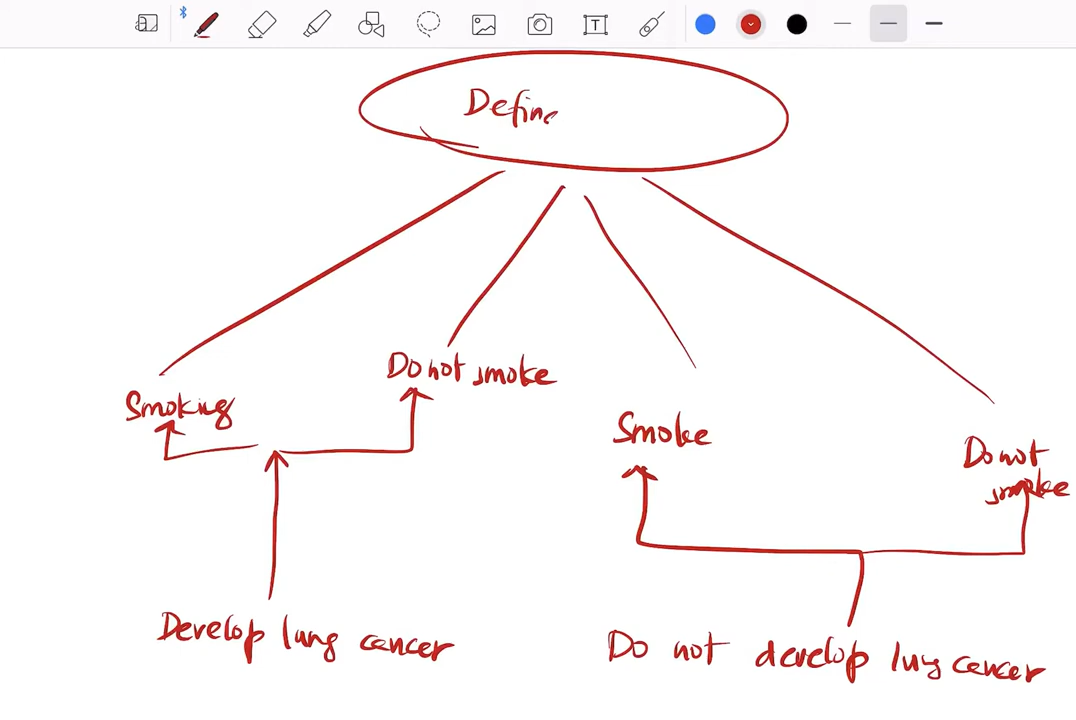 Define
Do not smoke
Smoking
Smoke
Do not
smoke
Develop lung cancer
Do not develop lung cancer
T